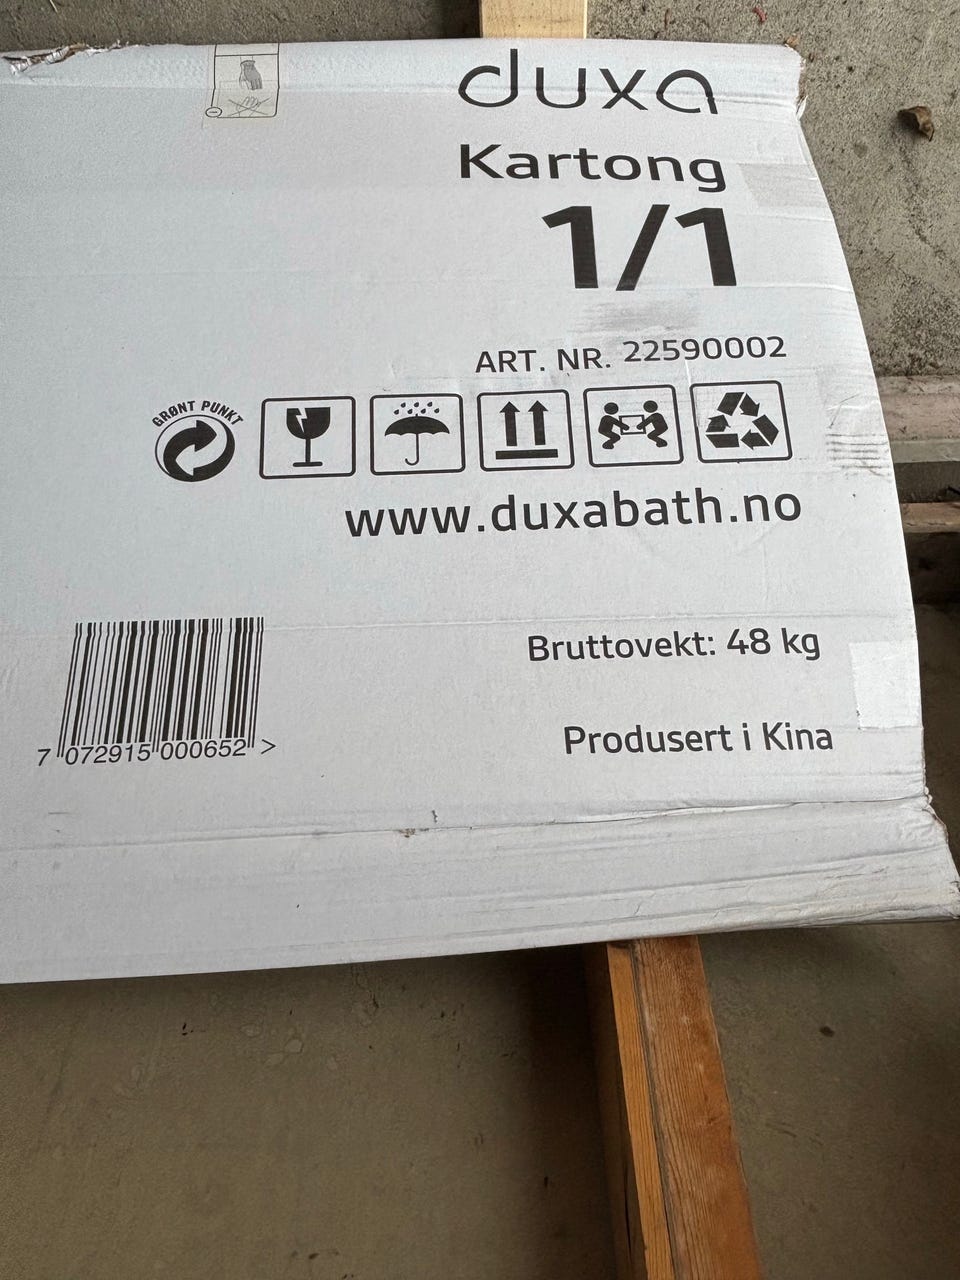 duxa
Kartong
1/1
ART. NR. 22590002
GRØNT PUNKT
www.duxabath.no
Bruttovekt: 48 kg
7 072915 000652 >
Produsert i Kina